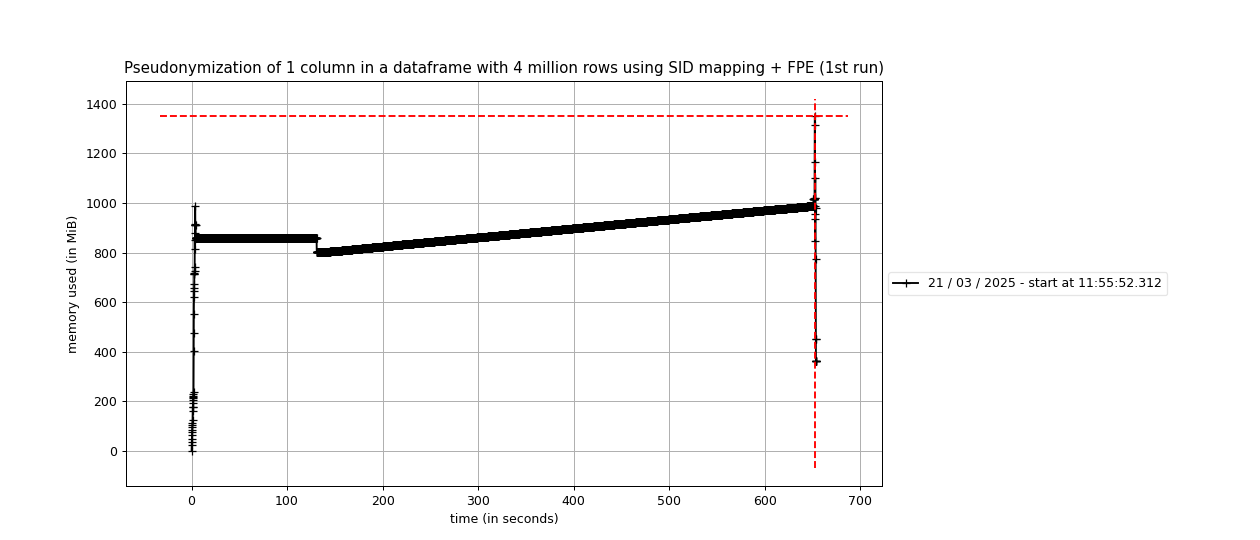 Pseudonymization of 1 column in a dataframe with 4 million rows using SID mapping + FPE (1st run)
1400
1200
1000
800
600
400
200
0
memory used (in MiB)
0 100 200 300 400 500 600 700
time (in seconds)
21 / 03 / 2025 - start at 11:55:52.312